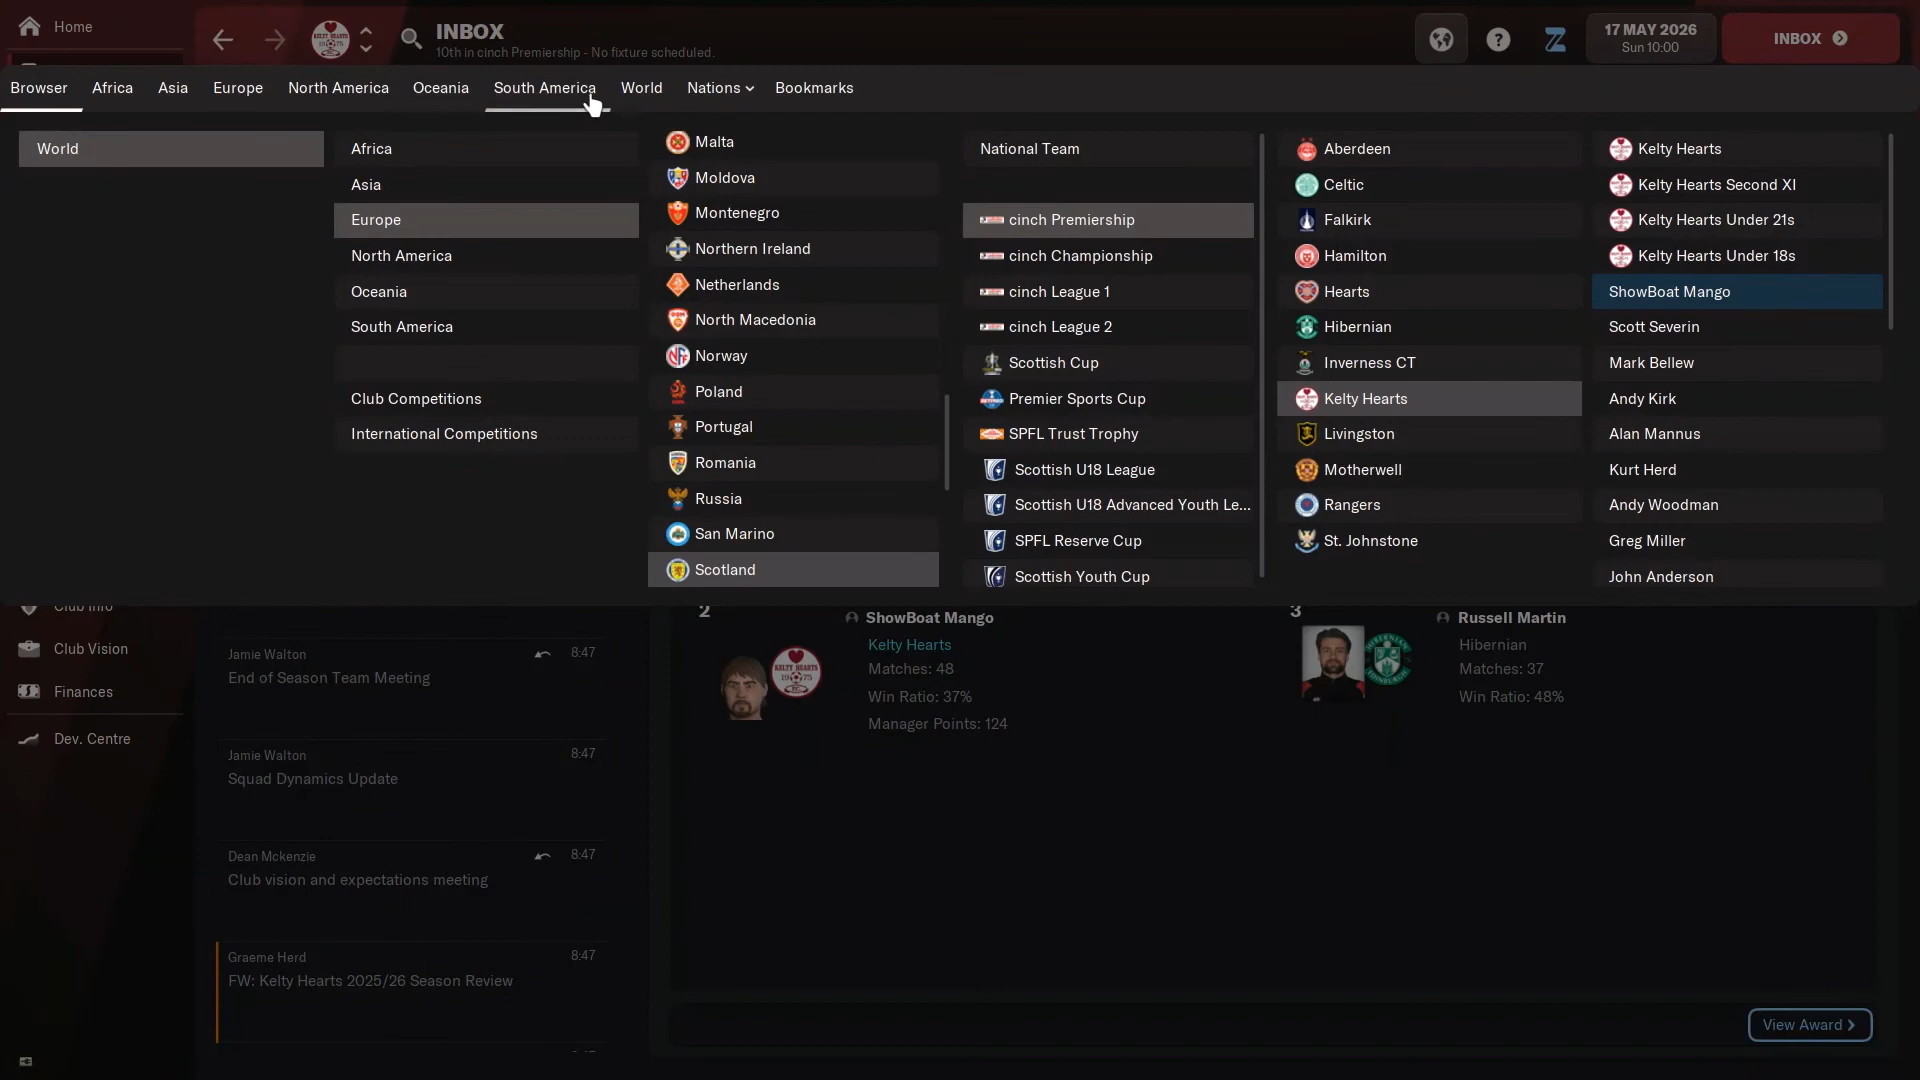 Home
INBOX
10th in cinch Premiership - No fixture scheduled.
17 MAY 2026
Sun 10:00
INBOX
Browser
Africa
Asia
Europe
North America
Oceania
South America
World
Nations
Bookmarks
World
Africa
Asia
Europe
North America
Oceania
South America
Club Competitions
International Competitions
Malta
Moldova
Montenegro
Northern Ireland
Netherlands
North Macedonia
Norway
Poland
Portugal
Romania
Russia
San Marino
Scotland
National Team
cinch Premiership
cinch Championship
cinch League 1
cinch League 2
Scottish Cup
Premier Sports Cup
SPFL Trust Trophy
Scottish U18 League
Scottish U18 Advanced Youth Le...
SPFL Reserve Cup
Scottish Youth Cup
Aberdeen
Celtic
Falkirk
Hamilton
Hearts
Hibernian
Inverness CT
Kelty Hearts
Livingston
Motherwell
Rangers
St. Johnstone
Kelty Hearts
Kelty Hearts Second XI
Kelty Hearts Under 21s
Kelty Hearts Under 18s
ShowBoat Mango
Scott Severin
Mark Bellew
Andy Kirk
Alan Mannus
Kurt Herd
Andy Woodman
Greg Miller
John Anderson
Club Info
Club Vision
Finances
Dev. Centre
Jamie Walton
8:47
End of Season Team Meeting
Jamie Walton
8:47
Squad Dynamics Update
Dean Mckenzie
8:47
Club vision and expectations meeting
Graeme Herd
8:47
FW: Kelty Hearts 2025/26 Season Review
2
ShowBoat Mango
Kelty Hearts
Matches: 48
Win Ratio: 37%
Manager Points: 124
3
Russell Martin
Hibernian
Matches: 37
Win Ratio: 48%
View Award